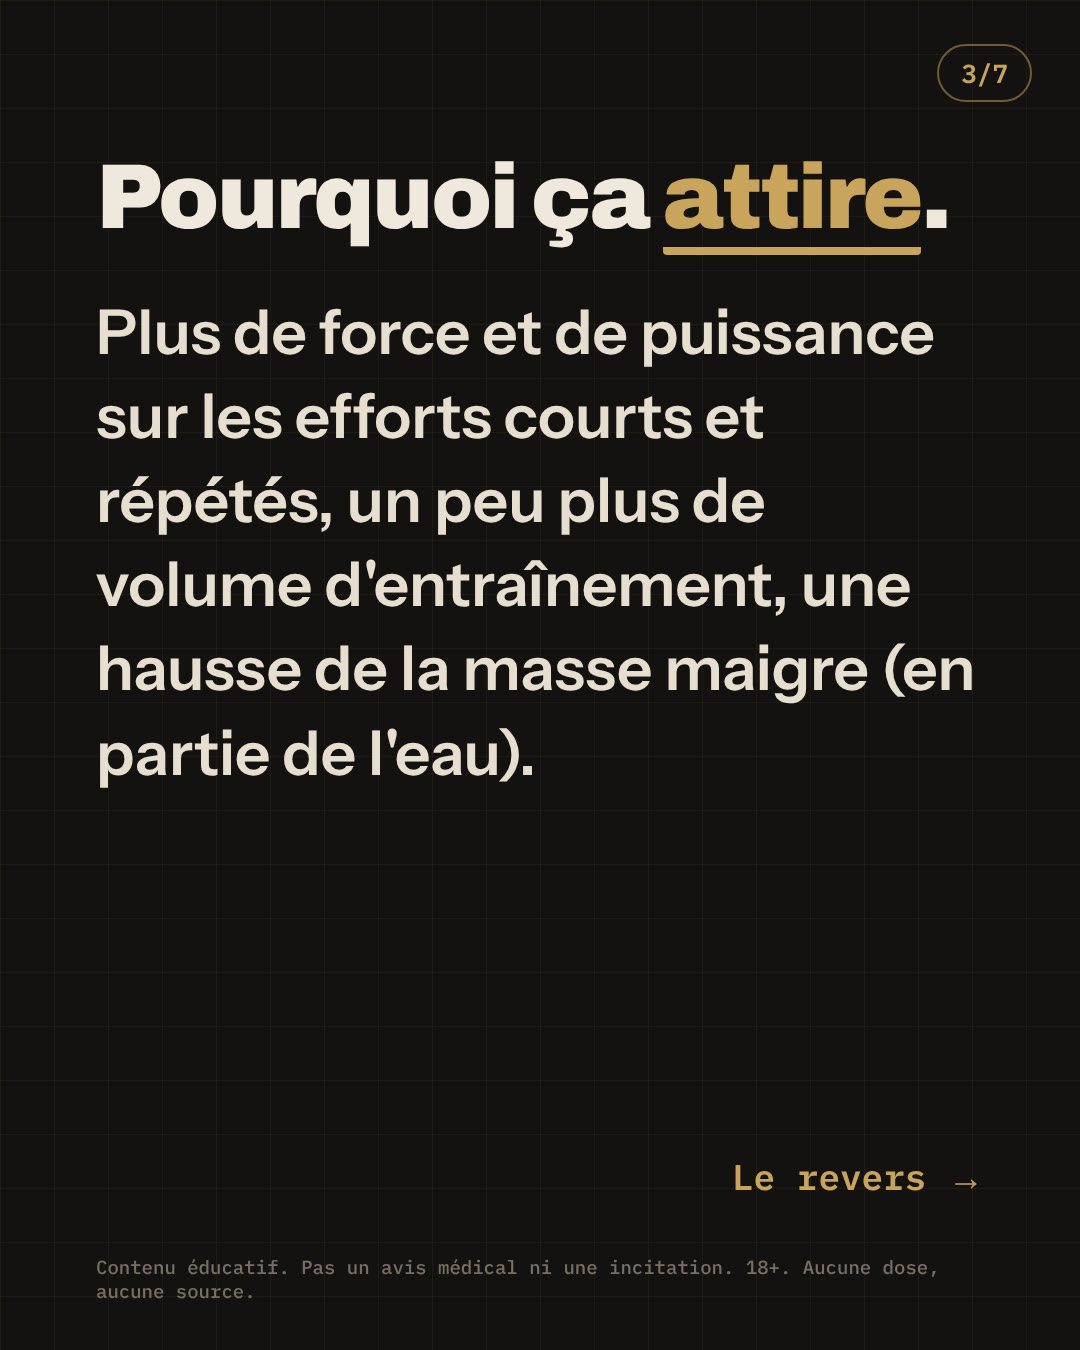 3/7
Pourquoi ça attire.
Plus de force et de puissance
sur les efforts courts et
répétés, un peu plus de
volume d'entraînement, une
hausse de la masse maigre (en
partie de l'eau).
Le revers →
Contenu éducatif. Pas un avis médical ni une incitation. 18+. Aucune dose,
aucune source.